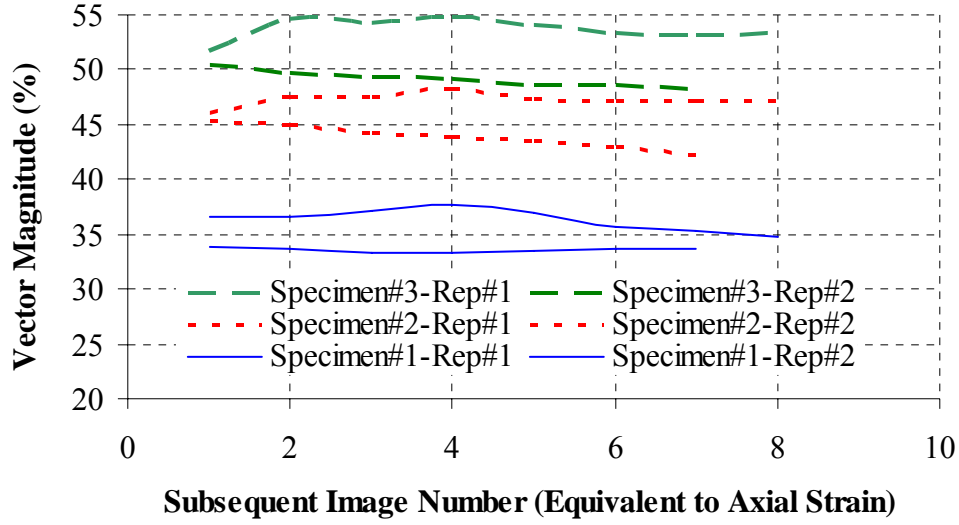 55
50
45
40
35
30
25
20
Vector Magnitude (%)
Specimen#3-Rep#1 Specimen#3-Rep#2
Specimen#2-Rep#1 Specimen#2-Rep#2
Specimen#1-Rep#1 Specimen#1-Rep#2
0 2 4 6 8 10
Subsequent Image Number (Equivalent to Axial Strain)